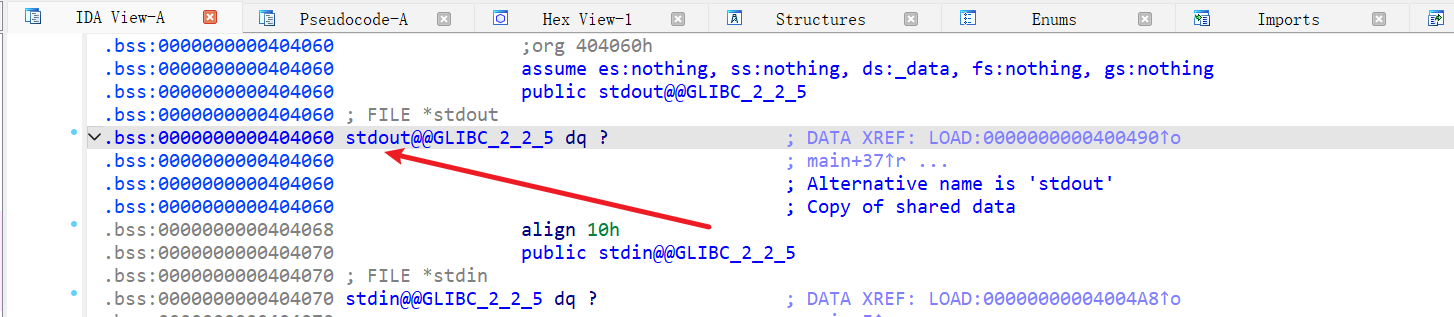 IDA View-A Pseudocode-A Hex View-1 Structures Enums Imports
.bss:0000000000404060 ;org 404060h
.bss:0000000000404060 assume es:nothing, ss:nothing, ds:_data, fs:nothing, gs:nothing
.bss:0000000000404060 public stdout@@GLIBC_2_2_5
.bss:0000000000404060 ; FILE *stdout
.bss:0000000000404060 stdout@@GLIBC_2_2_5 dq ? ; DATA XREF: LOAD:0000000000400490↑o
.bss:0000000000404060 ; main+37↑r ...
.bss:0000000000404060 ; Alternative name is 'stdout'
.bss:0000000000404060 ; Copy of shared data
.bss:0000000000404068 align 10h
.bss:0000000000404070 public stdin@@GLIBC_2_2_5
.bss:0000000000404070 ; FILE *stdin
.bss:0000000000404070 stdin@@GLIBC_2_2_5 dq ? ; DATA XREF: LOAD:00000000004004A8↑o